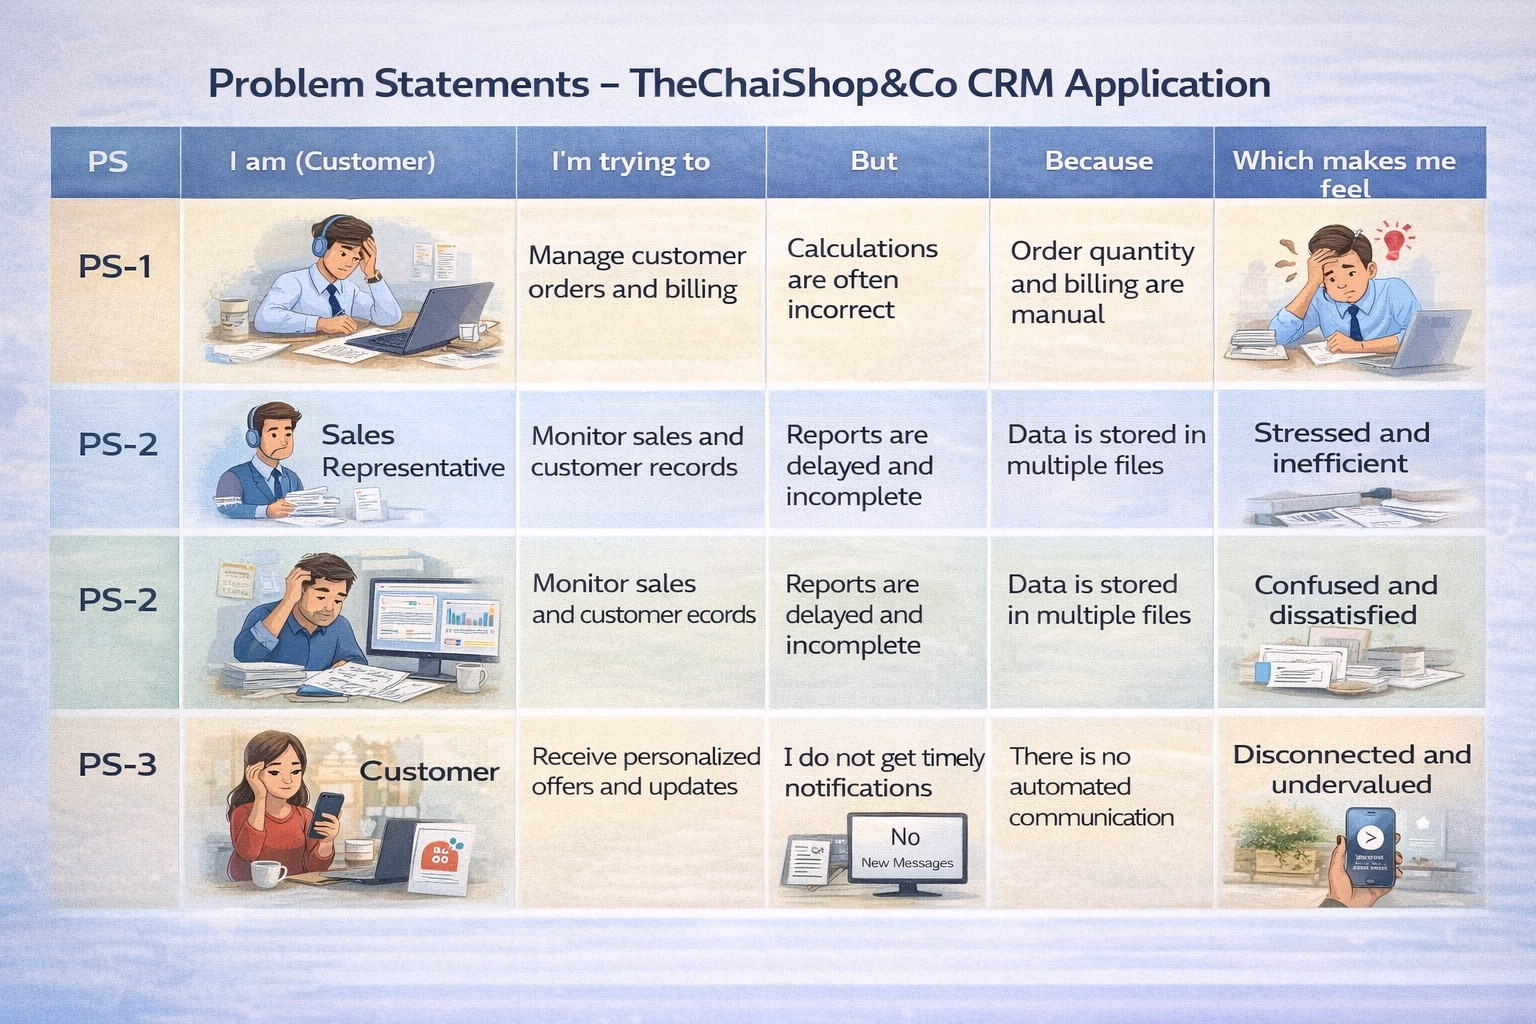 Problem Statements – TheChaiShop&Co CRM Application
PS
I am (Customer)
I'm trying to
But
Because
Which makes me
feel
PS-1
Manage customer
orders and billing
Calculations
are often
incorrect
Order quantity
and billing are
manual
PS-2
Sales
Representative
Monitor sales and
customer records
Reports are
delayed and
incomplete
Data is stored in
multiple files
Stressed and
inefficient
PS-2
Monitor sales
and customer ecords
Reports are
delayed and
incomplete
Data is stored
in multiple files
Confused and
dissatisfied
PS-3
Customer
Receive personalized
offers and updates
I do not get timely
notifications
No
New Messages
There is no
automated
communication
Disconnected and
undervalued